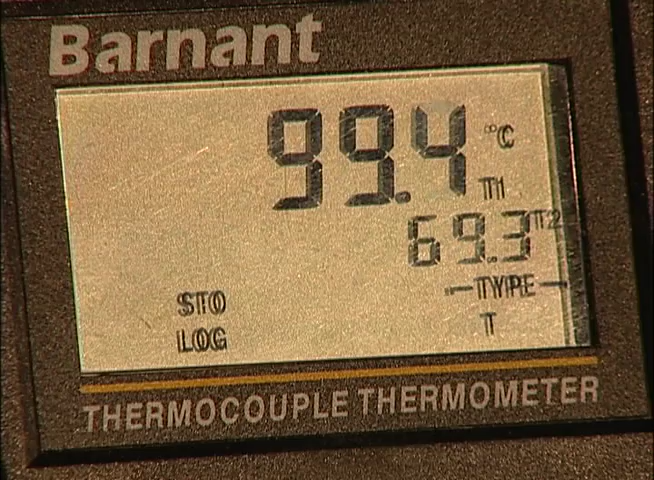 Barnant
99.4 °C
T1
69.3 T2
TYPE
STO
T
LOG
THERMOCOUPLE THERMOMETER